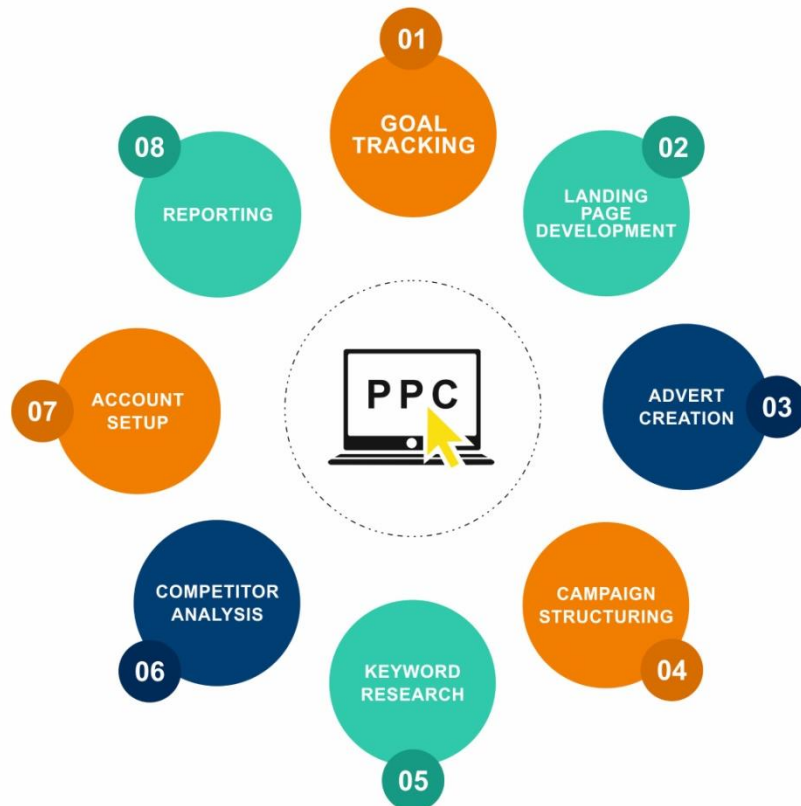 01
GOAL
TRACKING
02
LANDING
PAGE
DEVELOPMENT
03
ADVERT
CREATION
04
CAMPAIGN
STRUCTURING
05
KEYWORD
RESEARCH
06
COMPETITOR
ANALYSIS
07
ACCOUNT
SETUP
08
REPORTING
PPC